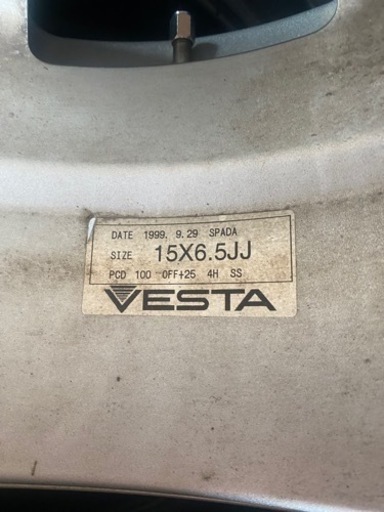 DATE 1999. 9.29 SPADA
SIZE 15X6.5JJ
PCD 100 OFF+25 4H SS
VESTA